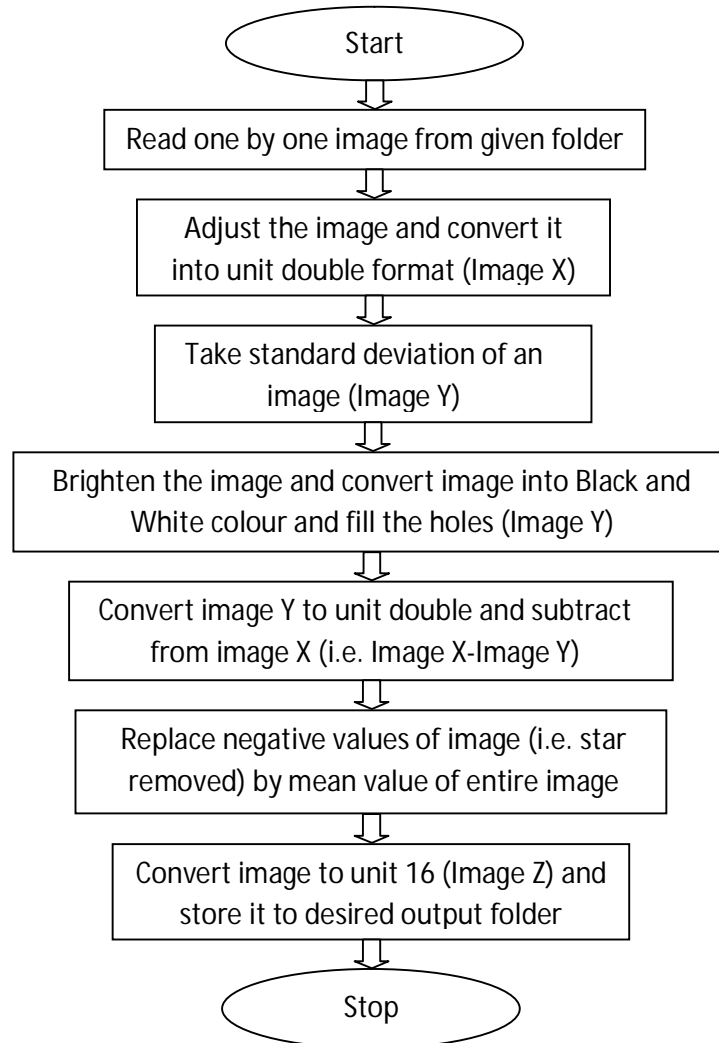 Start
Read one by one image from given folder
Adjust the image and convert it
into unit double format (Image X)
Take standard deviation of an
image (Image Y)
Brighten the image and convert image into Black and
White colour and fill the holes (Image Y)
Convert image Y to unit double and subtract
from image X (i.e. Image X-Image Y)
Replace negative values of image (i.e. star
removed) by mean value of entire image
Convert image to unit 16 (Image Z) and
store it to desired output folder
Stop